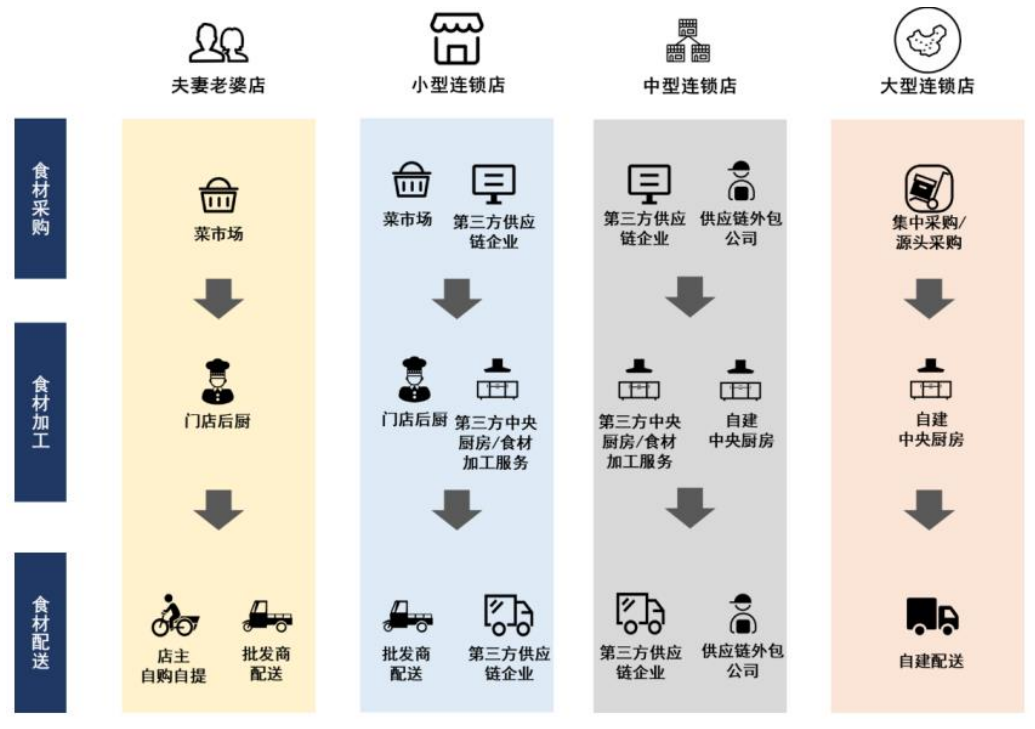 夫妻老婆店
小型连锁店
中型连锁店
大型连锁店
食材采购
菜市场
菜市场
第三方供应
链企业
第三方供应
链企业
供应链外包
公司
集中采购/
源头采购
食材加工
门店后厨
门店后厨
第三方中央
厨房/食材
加工服务
第三方中央
厨房/食材
加工服务
自建
中央厨房
自建
中央厨房
食材配送
店主
自购自提
批发商
配送
批发商
配送
第三方供应
链企业
第三方供应
链企业
供应链外包
公司
自建配送